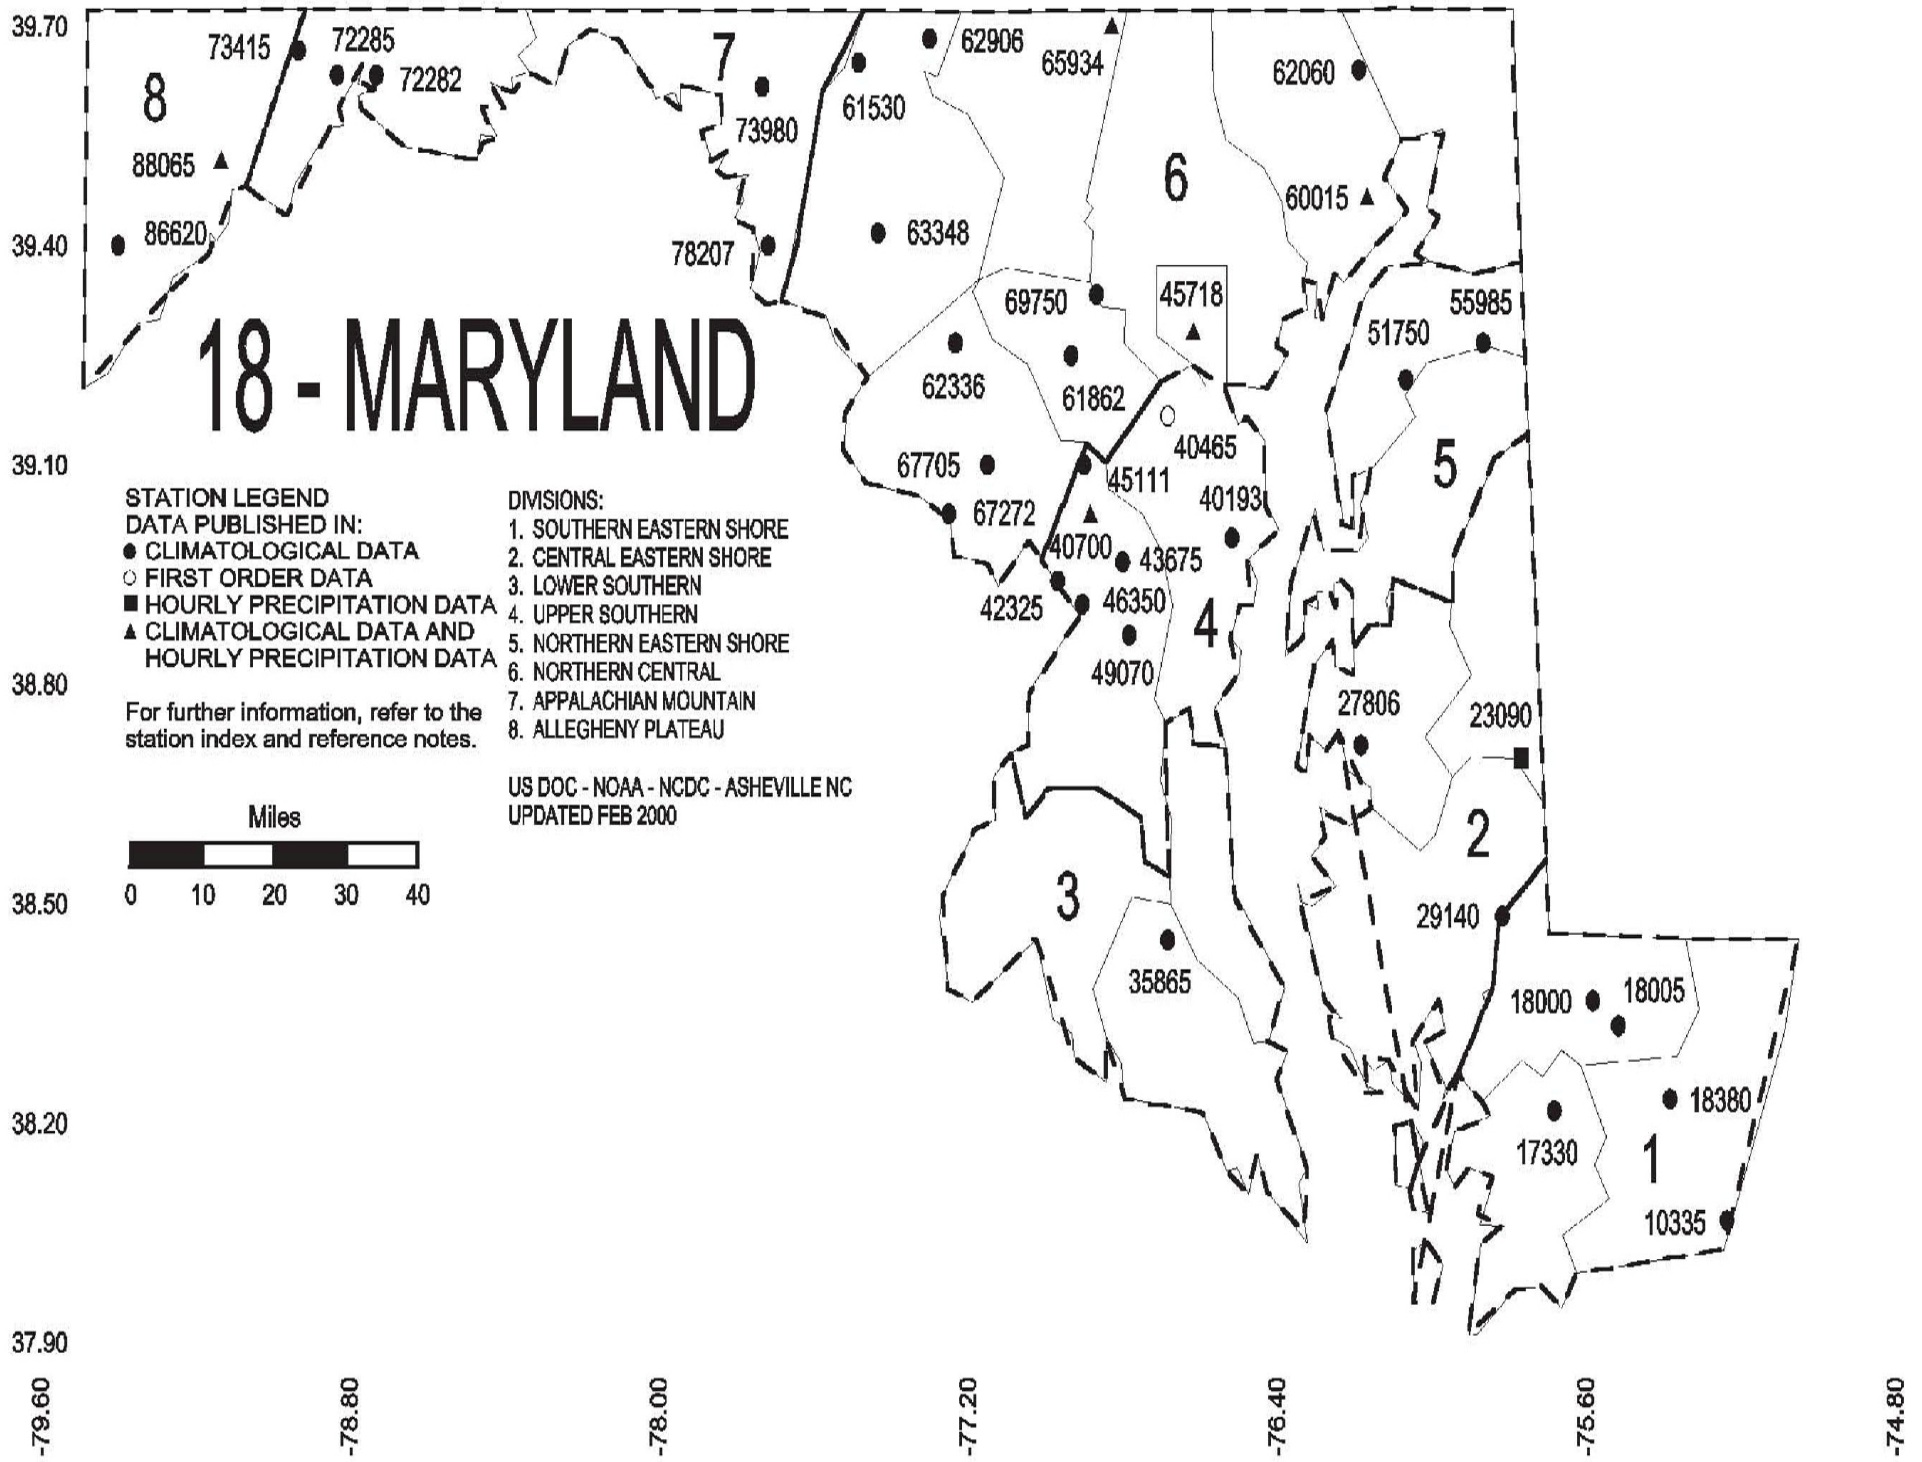 39.70
73415
72285
7
62906
65934
62060
72282
8
61530
73980
88065
6
60015
86620
39.40
78207
63348
69750
45718
55985
51750
18 - MARYLAND
62336
61862
40465
39.10
67705
45111
5
40193
67272
40700
43675
42325
46350
4
49070
STATION LEGEND
DATA PUBLISHED IN:
CLIMATOLOGICAL DATA
FIRST ORDER DATA
HOURLY PRECIPITATION DATA
CLIMATOLOGICAL DATA AND
HOURLY PRECIPITATION DATA
DIVISIONS:
1. SOUTHERN EASTERN SHORE
2. CENTRAL EASTERN SHORE
3. LOWER SOUTHERN
4. UPPER SOUTHERN
5. NORTHERN EASTERN SHORE
6. NORTHERN CENTRAL
7. APPALACHIAN MOUNTAIN
8. ALLEGHENY PLATEAU
38.80
For further information, refer to the
station index and reference notes.
27806
23090
US DOC - NOAA - NCDC - ASHEVILLE NC
UPDATED FEB 2000
Miles
0 10 20 30 40
2
38.50
3
29140
35865
18000
18005
38.20
18380
17330
1
10335
37.90
-79.60
-78.80
-78.00
-77.20
-76.40
-75.60
-74.80